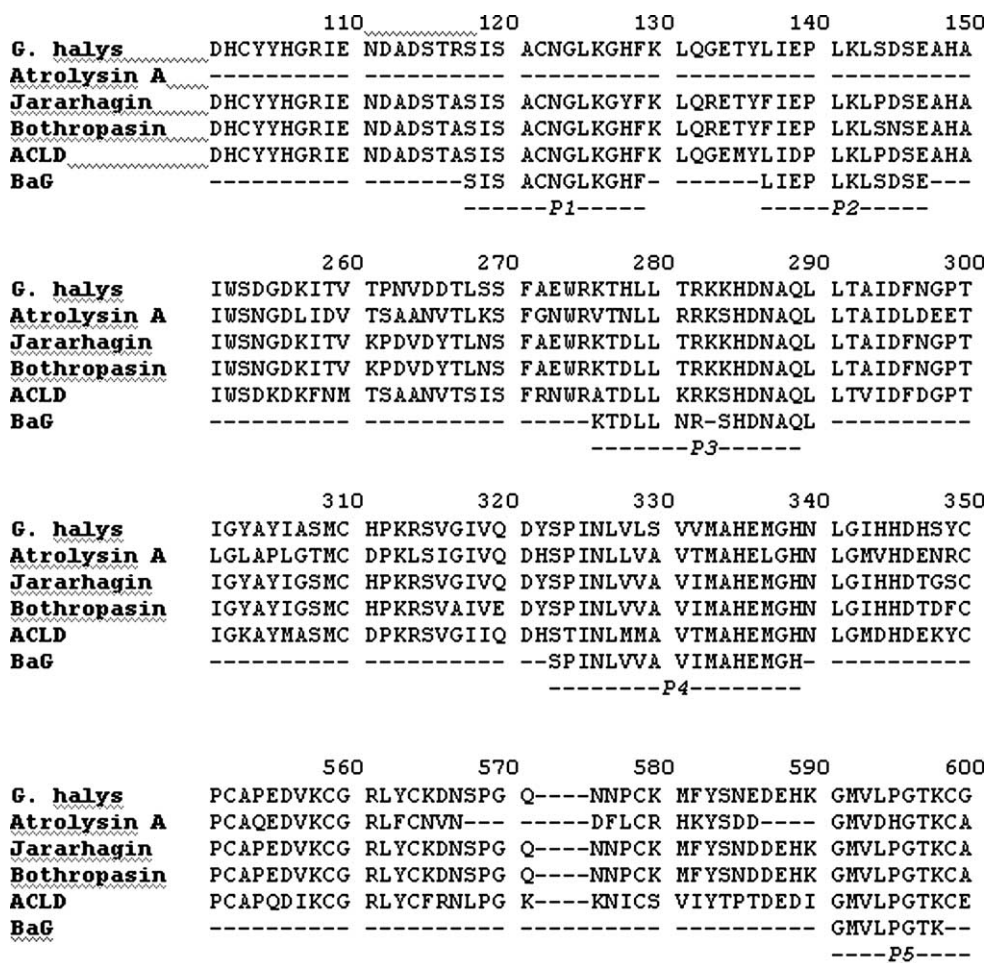 110 120 130 140 150
G. halys DHCYYHGRIE NDADSTRSIS ACNGLKGHFK LQGETYLIEP LKLSDSEAHA
Atrolysin A ---------- ---------- ---------- ---------- ----------
Jararhagin DHCYYHGRIE NDADSTASIS ACNGLKGYFK LQRETYFIEP LKLPDSEAHA
Bothropasin DHCYYHGRIE NDADSTASIS ACNGLKGHFK LQRETYFIEP LKLSNSEAHA
ACLD DHCYYHGRIE NDADSTASIS ACNGLKGHFK LQGEMYLIDP LKLPDSEAHA
BaG ---------- -------SIS ACNGLKGHF- ------LIEP LKLSDSE---
------P1----- -----P2-----
260 270 280 290 300
G. halys IWSDGDKITV TPNVDDTLSS FAEWRKTHLL TRKKHDNAQL LTAIDFNGPT
Atrolysin A IWSNGDLIDV TSAANVTLKS FGNWRVTNLL RRKSHDNAQL LTAIDLDEET
Jararhagin IWSNGDKITV KPDVDYTLNS FAEWRKTDLL TRKKHDNAQL LTAIDFNGPT
Bothropasin IWSNGDKITV KPDVDYTLNS FAEWRKTDLL TRKKHDNAQL LTAIDFNGPT
ACLD IWSDKDKFNM TSAANVTSIS FRNWRATDLL KRKSHDNAQL LTVIDFDGPT
BaG ---------- ---------- -----KTDLL NR-SHDNAQL ----------
-------P3------
310 320 330 340 350
G. halys IGYAYIASMC HPKRSVGIVQ DYSPINLVLS VVMAHEMGHN LGIHHDHSYC
Atrolysin A LGLAPLGTMC DPKLSIGIVQ DHSPINLLVA VTMAHELGHN LGMVHDENRC
Jararhagin IGYAYIGSMC HPKRSVGIVQ DYSPINLVVA VIMAHEMGHN LGIHHDTGSC
Bothropasin IGYAYIGSMC HPKRSVAIVE DYSPINLVVA VIMAHEMGHN LGIHHDTDFC
ACLD IGKAYMASMC DPKRSVGIIQ DHSTINLMMA VTMAHEMGHN LGMDHDEKYC
BaG ---------- ---------- --SPINLVVA VIMAHEMGH- ----------
--------P4---------
560 570 580 590 600
G. halys PCAPEDVKCG RLYCKDNSPG Q----NNPCK MFYSNEDEHK GMVLPGTKCG
Atrolysin A PCAQEDVKCG RLFCNVN--- -----DFLCR HKYSDD---- GMVDHGTKCA
Jararhagin PCAPEDVKCG RLYCKDNSPG Q----NNPCK MFYSNDDEHK GMVLPGTKCA
Bothropasin PCAPEDVKCG RLYCKDNSPG Q----NNPCK MFYSNDDEHK GMVLPGTKCA
ACLD PCAPQDIKCG RLYCFRNLPG K----KNICS VIYTPTDEDI GMVLPGTKCE
BaG ---------- ---------- ---------- ---------- GMVLPGTK--
----P5----